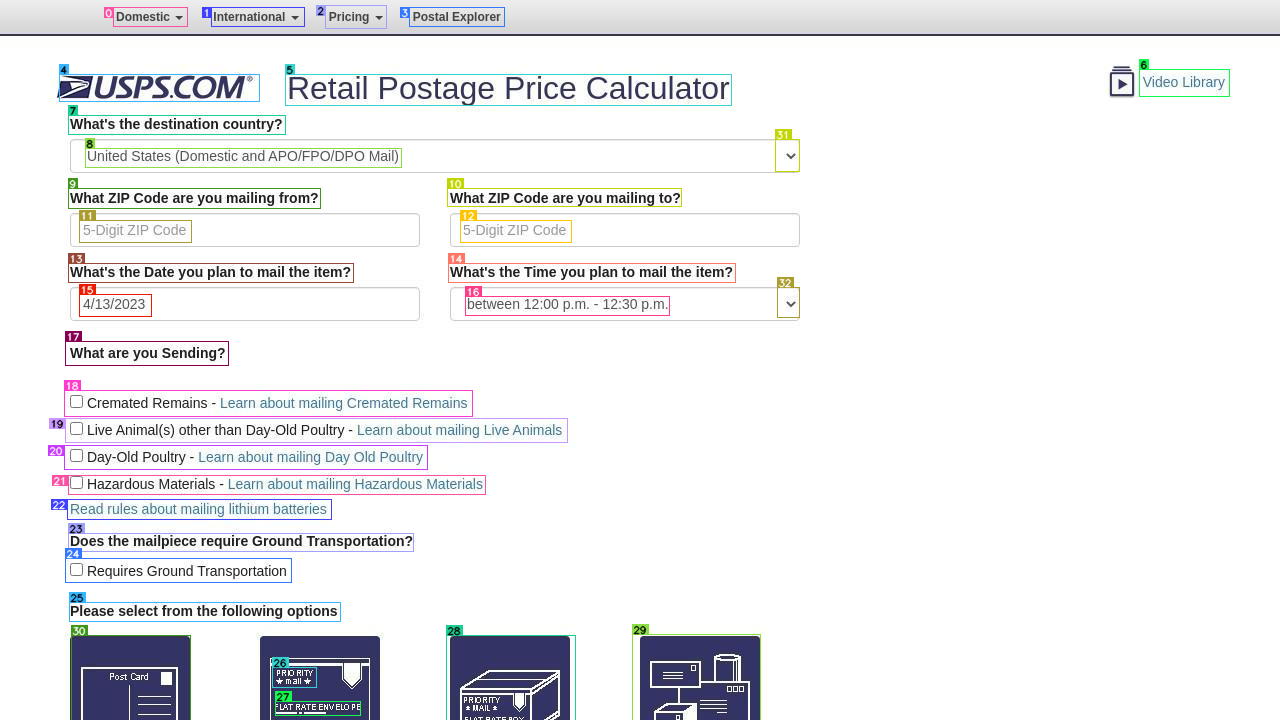 0 Domestic 1 International 2 Pricing 3 Postal Explorer
4 USPS.COM® 5 Retail Postage Price Calculator 6 Video Library
7
What's the destination country?
31
8 United States (Domestic and APO/FPO/DPO Mail)
9 What ZIP Code are you mailing from? 10 What ZIP Code are you mailing to?
11 5-Digit ZIP Code 12 5-Digit ZIP Code
13 What's the Date you plan to mail the item? 14 What's the Time you plan to mail the item?
15 4/13/2023 16 between 12:00 p.m. - 12:30 p.m. 32
17
What are you Sending?
18
Cremated Remains - Learn about mailing Cremated Remains
19 Live Animal(s) other than Day-Old Poultry - Learn about mailing Live Animals
20 Day-Old Poultry - Learn about mailing Day Old Poultry
21 Hazardous Materials - Learn about mailing Hazardous Materials
22 Read rules about mailing lithium batteries
23
Does the mailpiece require Ground Transportation?
24
Requires Ground Transportation
25
Please select from the following options
30 Post Card
26 PRIORITY
★ mail ★
27 FLAT RATE ENVELOPE
28 PRIORITY
★ MAIL ★
FLAT RATE BOX
29